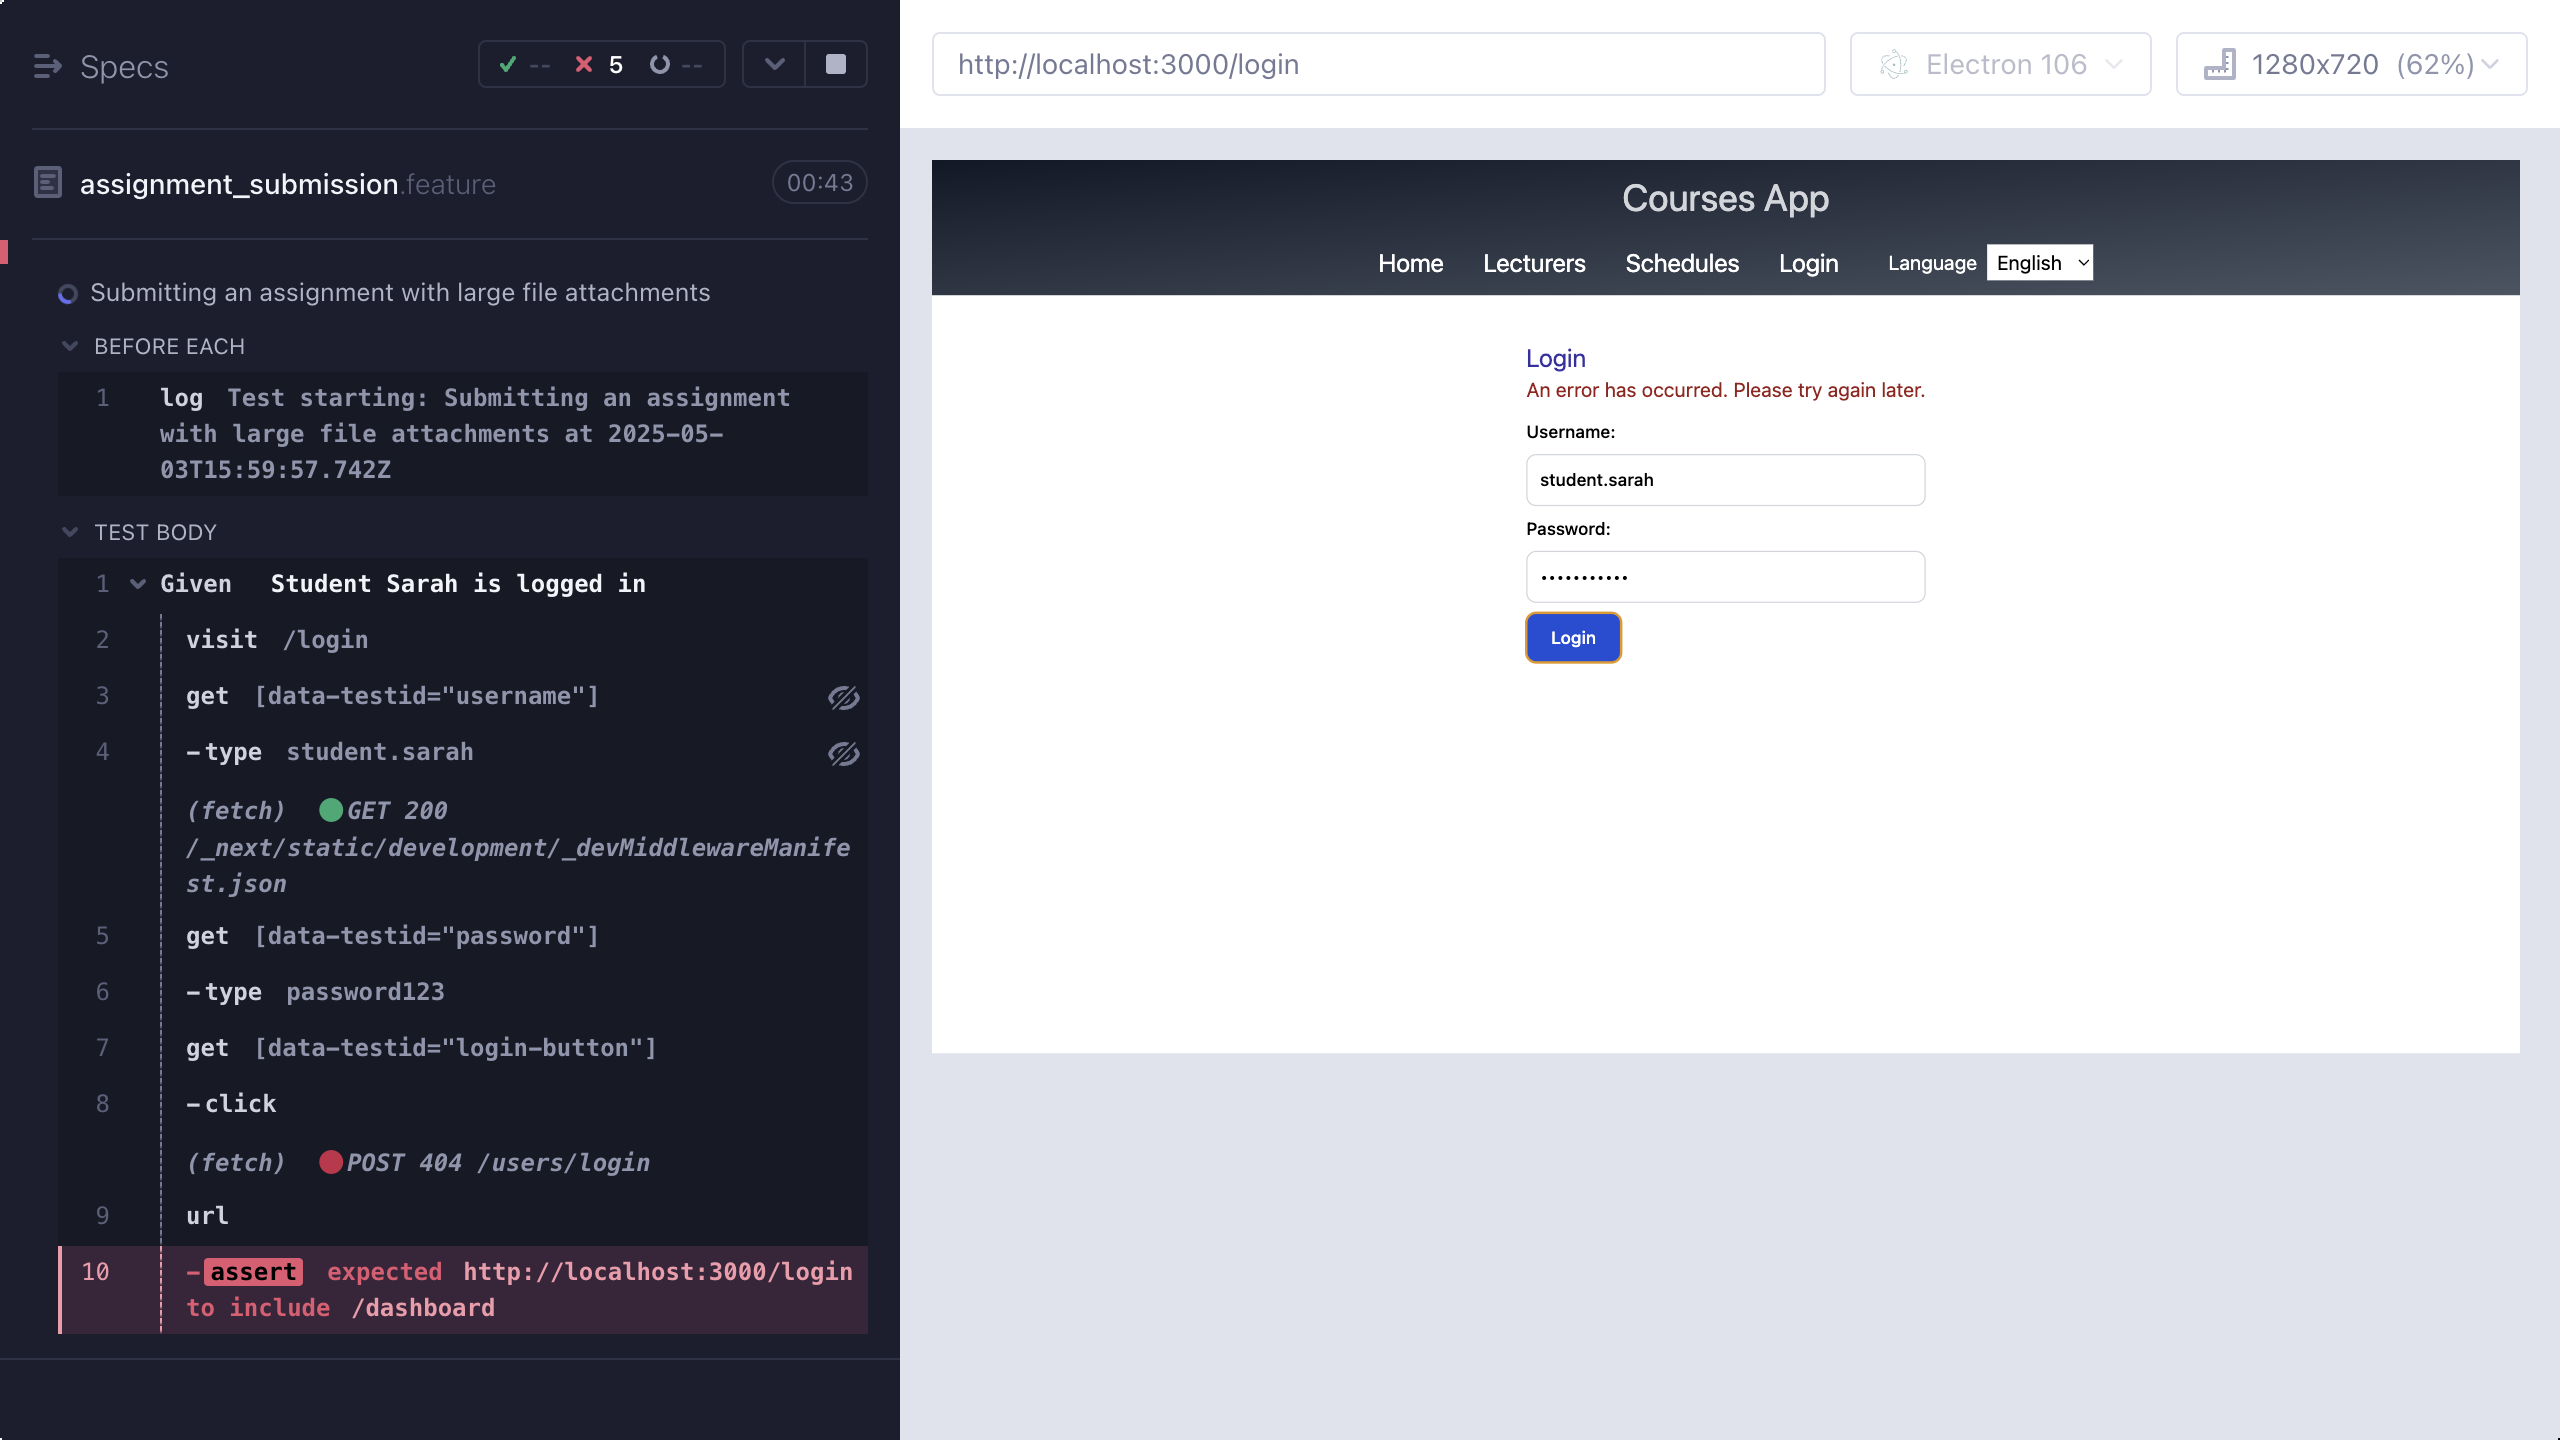 Specs
-- 5 --
assignment_submission.feature
00:43
Submitting an assignment with large file attachments
BEFORE EACH
1 log Test starting: Submitting an assignment
with large file attachments at 2025-05-
03T15:59:57.742Z
TEST BODY
1 Given Student Sarah is logged in
2 visit /login
3 get [data-testid="username"]
4 -type student.sarah
(fetch) GET 200
/_next/static/development/_devMiddlewareManife
st.json
5 get [data-testid="password"]
6 -type password123
7 get [data-testid="login-button"]
8 -click
(fetch) POST 404 /users/login
9 url
10 -assert expected http://localhost:3000/login
to include /dashboard
http://localhost:3000/login
Electron 106
1280x720 (62%)
Courses App
Home Lecturers Schedules Login Language English
Login
An error has occurred. Please try again later.
Username:
student.sarah
Password:
•••••••••••
Login